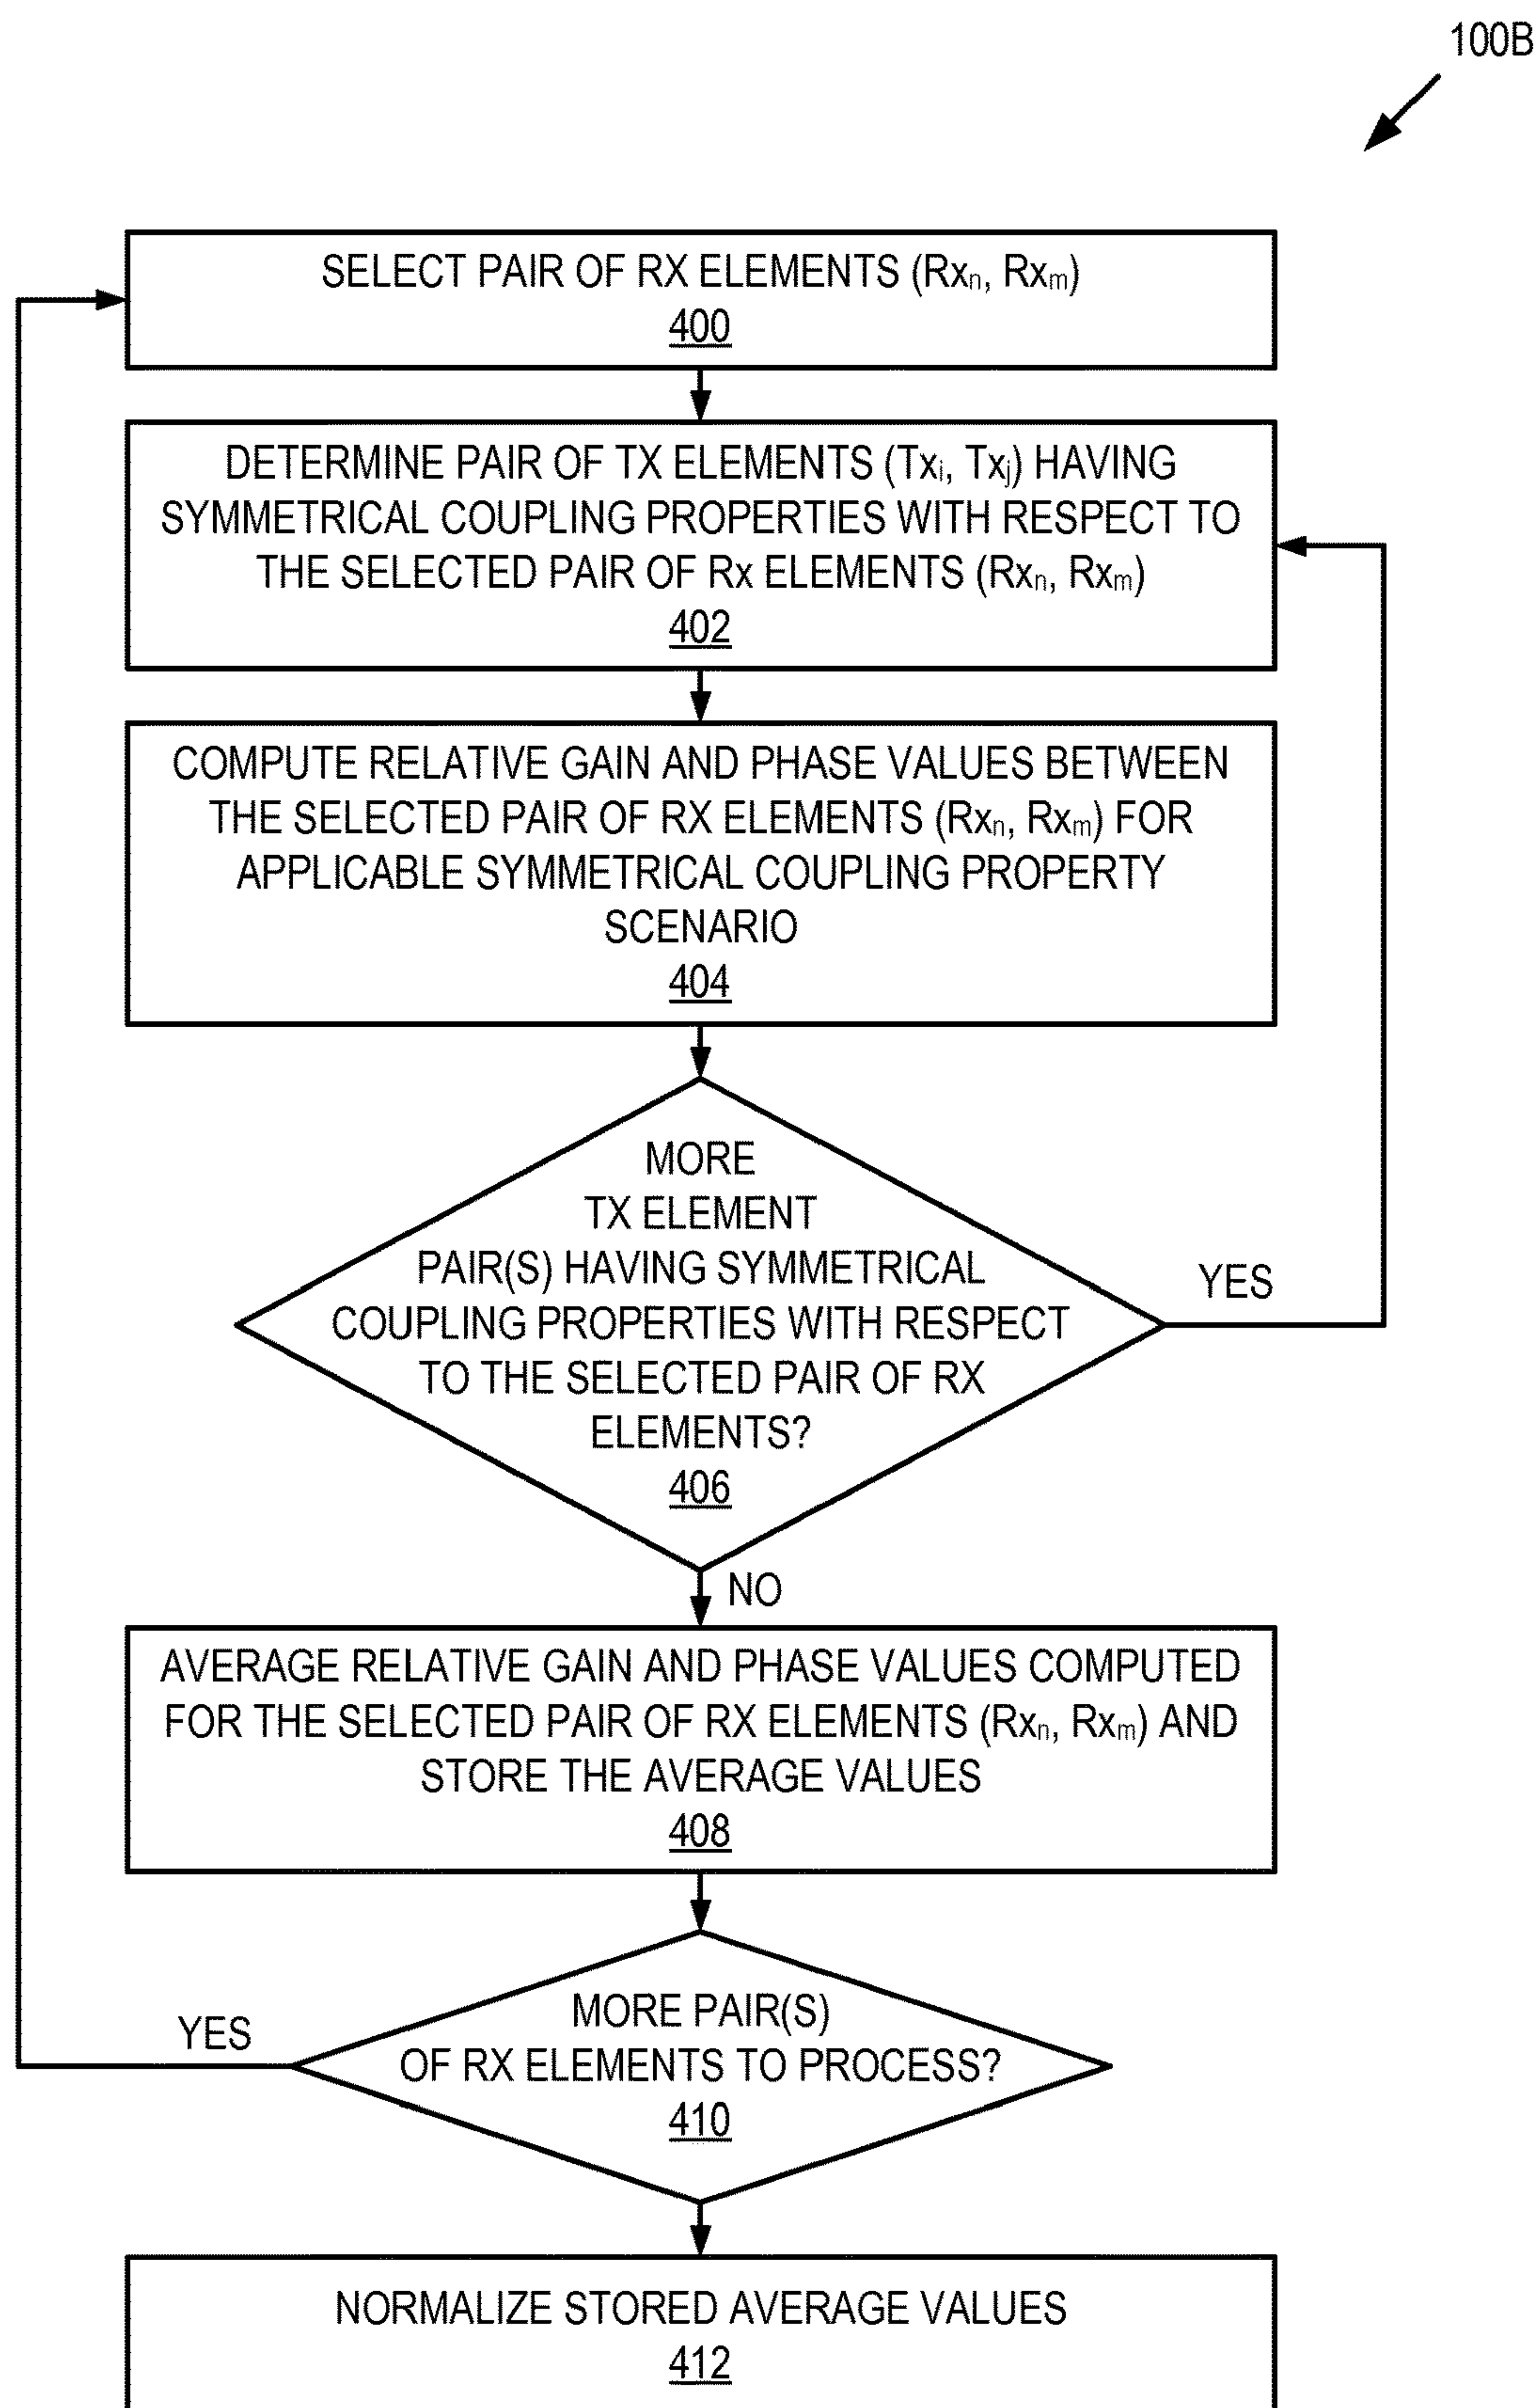 100B
SELECT PAIR OF RX ELEMENTS (Rxn, Rxm)
400
DETERMINE PAIR OF TX ELEMENTS (Txi, Txj) HAVING
SYMMETRICAL COUPLING PROPERTIES WITH RESPECT TO
THE SELECTED PAIR OF Rx ELEMENTS (Rxn, Rxm)
402
COMPUTE RELATIVE GAIN AND PHASE VALUES BETWEEN
THE SELECTED PAIR OF RX ELEMENTS (Rxn, Rxm) FOR
APPLICABLE SYMMETRICAL COUPLING PROPERTY
SCENARIO
404
MORE
TX ELEMENT
PAIR(S) HAVING SYMMETRICAL
COUPLING PROPERTIES WITH RESPECT
TO THE SELECTED PAIR OF RX
ELEMENTS?
406
YES
NO
AVERAGE RELATIVE GAIN AND PHASE VALUES COMPUTED
FOR THE SELECTED PAIR OF RX ELEMENTS (Rxn, Rxm) AND
STORE THE AVERAGE VALUES
408
MORE PAIR(S)
OF RX ELEMENTS TO PROCESS?
410
YES
NORMALIZE STORED AVERAGE VALUES
412